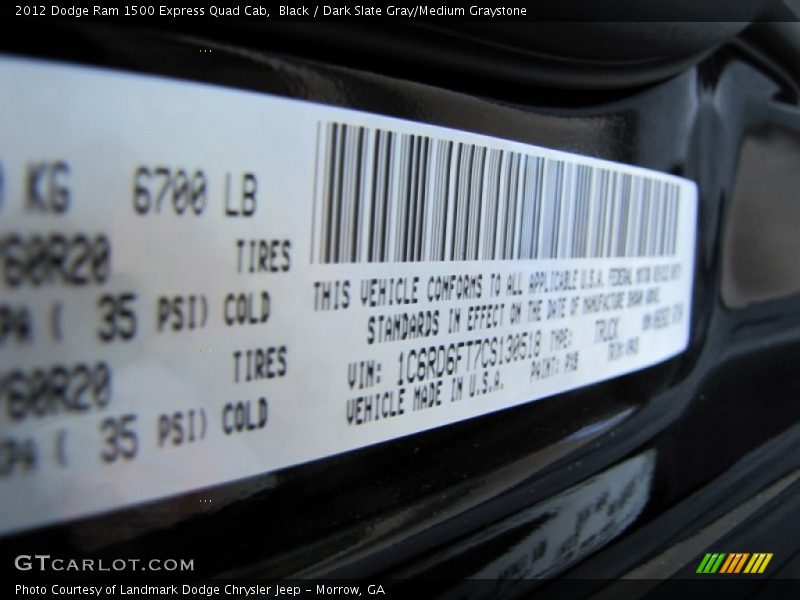 2012 Dodge Ram 1500 Express Quad Cab,  Black / Dark Slate Gray/Medium Graystone
KG 6700 LB
60R20 TIRES
( 35 PSI) COLD
60R20 TIRES
( 35 PSI) COLD
THIS VEHICLE CONFORMS TO ALL APPLICABLE U.S.A. FEDERAL MOTOR VEHICLE SAFETY
STANDARDS IN EFFECT ON THE DATE OF MANUFACTURE SHOWN ABOVE.
VIN: 1C6RD6FT7CS130518 TYPE: TRUCK
VEHICLE MADE IN U.S.A. PAINT: PXB
GTCARLOT.COM
Photo Courtesy of Landmark Dodge Chrysler Jeep - Morrow, GA